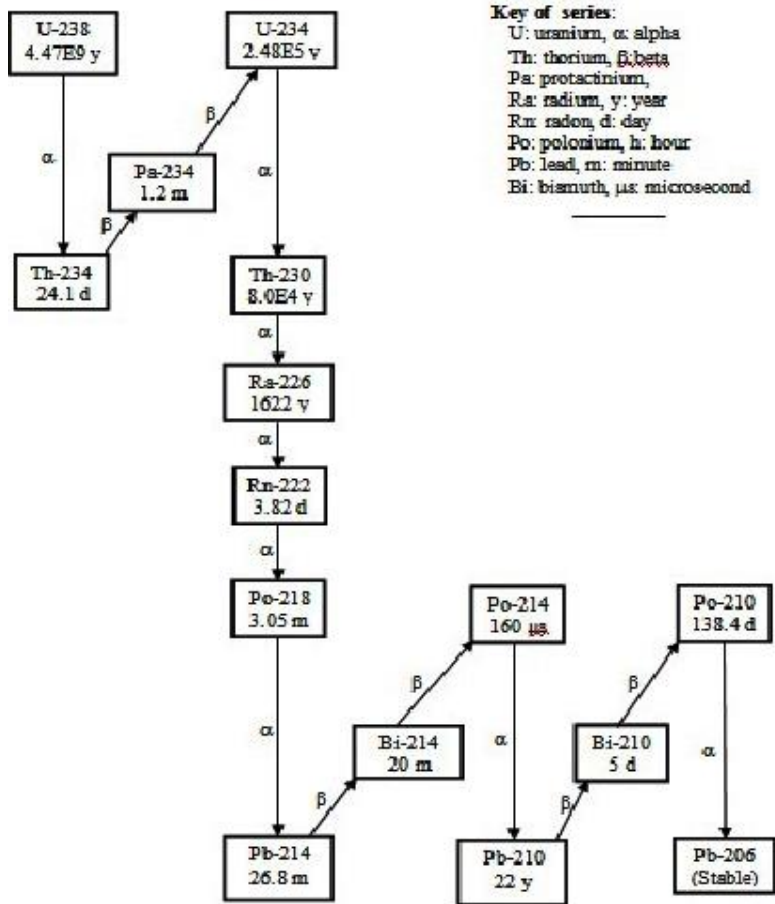 U-238
4.47E9 y
U-234
2.48E5 y
Key of series:
U: uranium, α: alpha
Th: thorium, β:beta
Pa: protactinium,
Ra: radium, y: year
Rn: radon, d: day
Po: polonium, h: hour
Pb: lead, m: minute
Bi: bismuth, μs: microsecond
β
α
Pa-234
1.2 m
α
β
Th-234
24.1 d
Th-230
8.0E4 y
α
Ra-226
1622 y
α
Rn-222
3.82 d
α
Po-218
3.05 m
Po-214
160 μs
Po-210
138.4 d
β
β
α
Bi-214
20 m
α
Bi-210
5 d
α
β
β
Pb-214
26.8 m
Pb-210
22 y
Pb-206
(Stable)